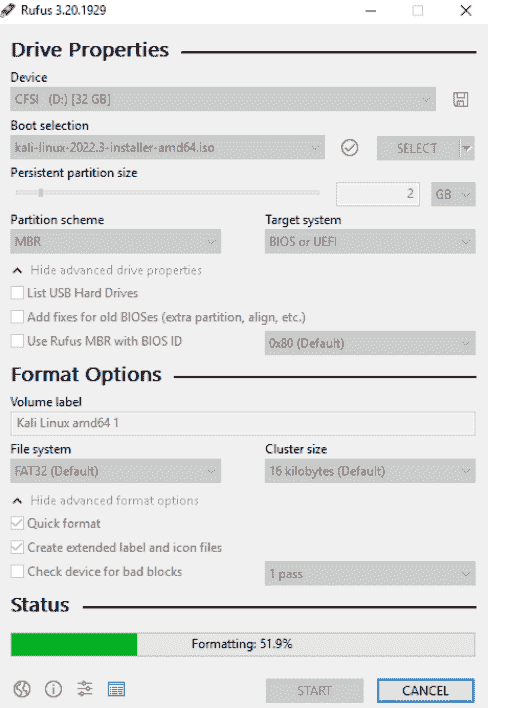 Rufus 3.20.1929
Drive Properties
Device
CFSI (D:) [32 GB]
Boot selection
kali-linux-2022.3-installer-amd64.iso SELECT
Persistent partition size
2 GB
Partition scheme Target system
MBR BIOS or UEFI
Hide advanced drive properties
List USB Hard Drives
Add fixes for old BIOSes (extra partition, align, etc.)
Use Rufus MBR with BIOS ID 0x80 (Default)
Format Options
Volume label
Kali Linux amd64 1
File system Cluster size
FAT32 (Default) 16 kilobytes (Default)
Hide advanced format options
Quick format
Create extended label and icon files
Check device for bad blocks 1 pass
Status
Formatting: 51.9%
START CANCEL